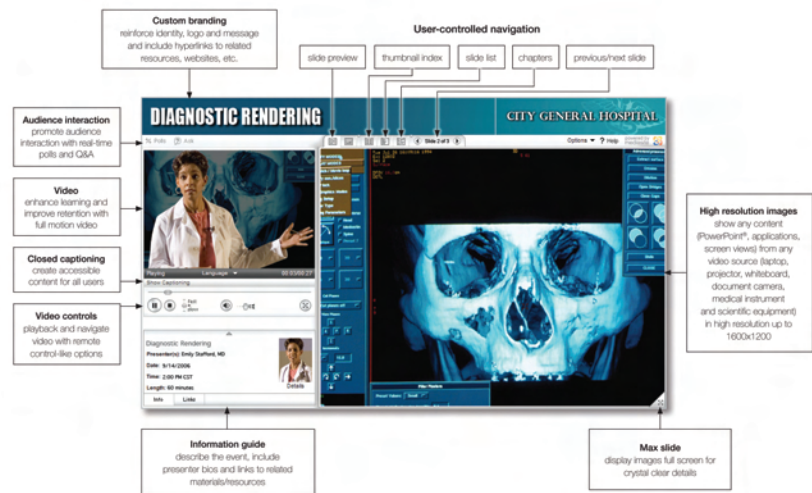 Custom branding
reinforce identity, logo and message
and include hyperlinks to related
resources, websites, etc.
User-controlled navigation
slide preview
thumbnail index
slide list
chapters
previous/next slide
DIAGNOSTIC RENDERING
CITY GENERAL HOSPITAL
Polls
Ask
Slide 2 of 3
Options
? Help
Audience interaction
promote audience
interaction with real-time
polls and Q&A
Video
enhance learning and
improve retention with
full motion video
Closed captioning
create accessible
content for all users
Video controls
playback and navigate
video with remote
control-like options
Playing
Language
00:03/00:27
Show Captioning
Diagnostic Rendering
Presenter(s): Emily Stafford, MD
Date: 9/14/2006
Time: 2:00 PM CST
Length: 60 minutes
Details
Info
Links
CLOSE
High resolution images
show any content
(PowerPoint®, applications,
screen views) from any
video source (laptop,
projector, whiteboard,
document camera,
medical instrument
and scientific equipment)
in high resolution up to
1600x1200
Information guide
describe the event, include
presenter bios and links to related
materials/resources
Max slide
display images full screen for
crystal clear details